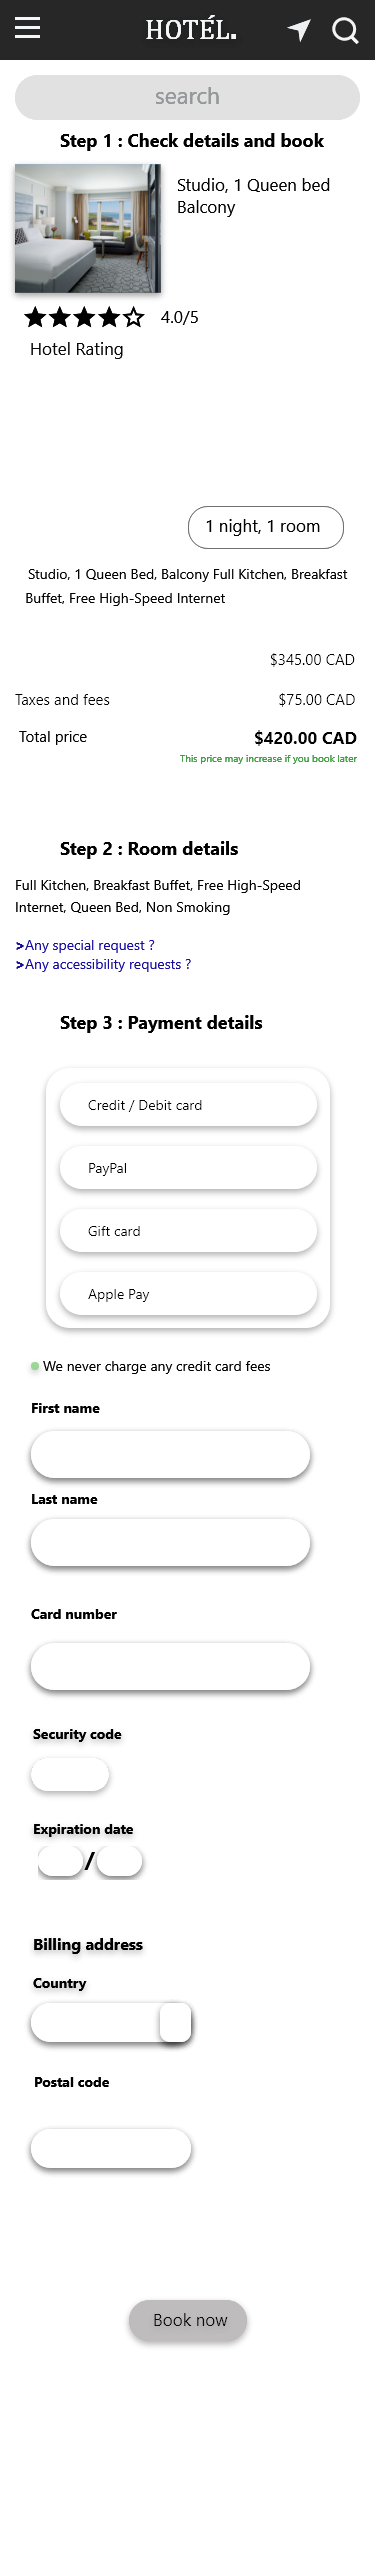 HOTÉL.
search
Step 1 : Check details and book
Studio, 1 Queen bed
Balcony
4.0/5
Hotel Rating
1 night, 1 room
Studio, 1 Queen Bed, Balcony Full Kitchen, Breakfast
Buffet, Free High-Speed Internet
$345.00 CAD
Taxes and fees $75.00 CAD
Total price $420.00 CAD
This price may increase if you book later
Step 2 : Room details
Full Kitchen, Breakfast Buffet, Free High-Speed
Internet, Queen Bed, Non Smoking
>Any special request ?
>Any accessibility requests ?
Step 3 : Payment details
Credit / Debit card
PayPal
Gift card
Apple Pay
We never charge any credit card fees
First name
Last name
Card number
Security code
Expiration date
/
Billing address
Country
Postal code
Book now